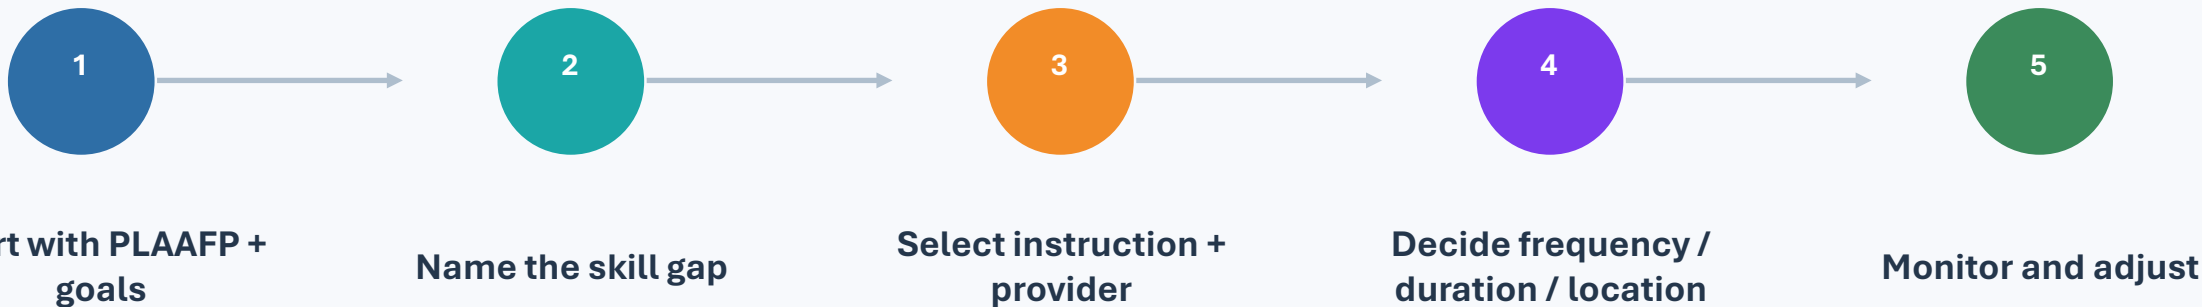 1
2
3
4
5
rt with PLAAFP +
goals
Name the skill gap
Select instruction +
provider
Decide frequency /
duration / location
Monitor and adjust